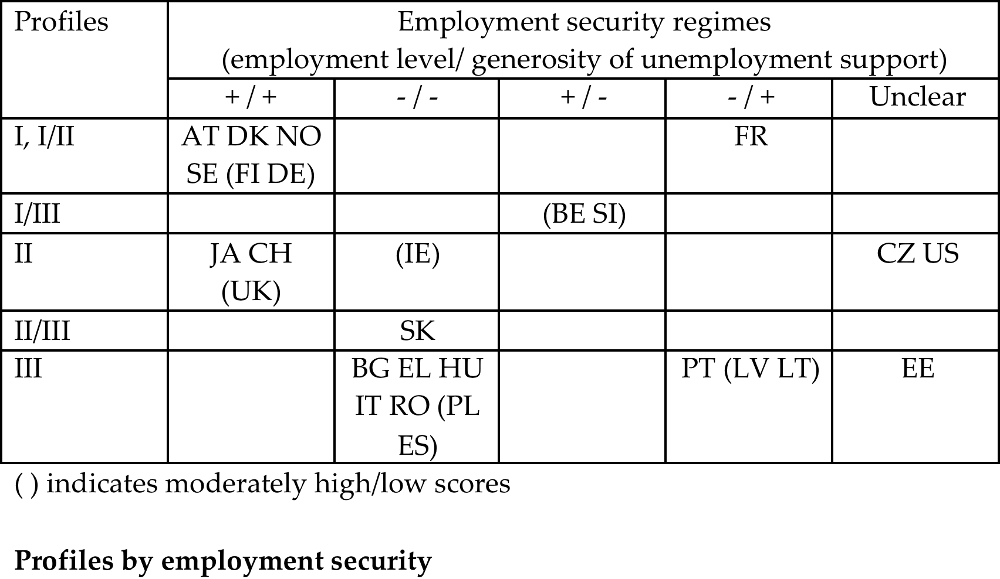 Profiles
Employment security regimes
(employment level/ generosity of unemployment support)
+ / +
- / -
+ / -
- / +
Unclear
I, I/II
AT DK NO
SE (FI DE)
FR
I/III
(BE SI)
II
JA CH
(UK)
(IE)
CZ US
II/III
SK
III
BG EL HU
IT RO (PL
ES)
PT (LV LT)
EE
( ) indicates moderately high/low scores
Profiles by employment security